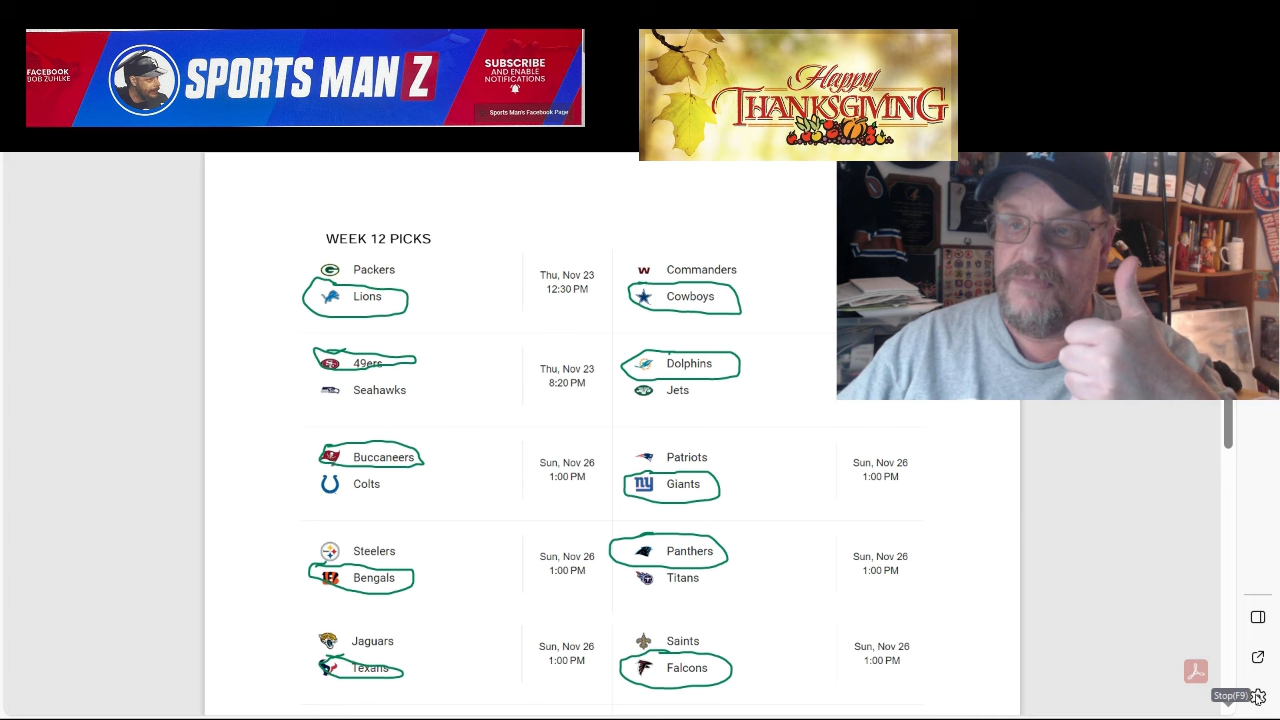 FACEBOOK
BOB ZUHLKE
SPORTS MAN Z
SUBSCRIBE
AND ENABLE
NOTIFICATIONS
Sports Man's Facebook Page
Happy
THANKSGIVING
WEEK 12 PICKS
Packers
Lions
Thu, Nov 23
12:30 PM
W Commanders
Cowboys
49ers
Seahawks
Thu, Nov 23
8:20 PM
Dolphins
Jets
Buccaneers
Colts
Sun, Nov 26
1:00 PM
Patriots
ny Giants
Sun, Nov 26
1:00 PM
Steelers
Bengals
Sun, Nov 26
1:00 PM
Panthers
Titans
Sun, Nov 26
1:00 PM
Jaguars
Texans
Sun, Nov 26
1:00 PM
Saints
Falcons
Sun, Nov 26
1:00 PM
Stop(F9)